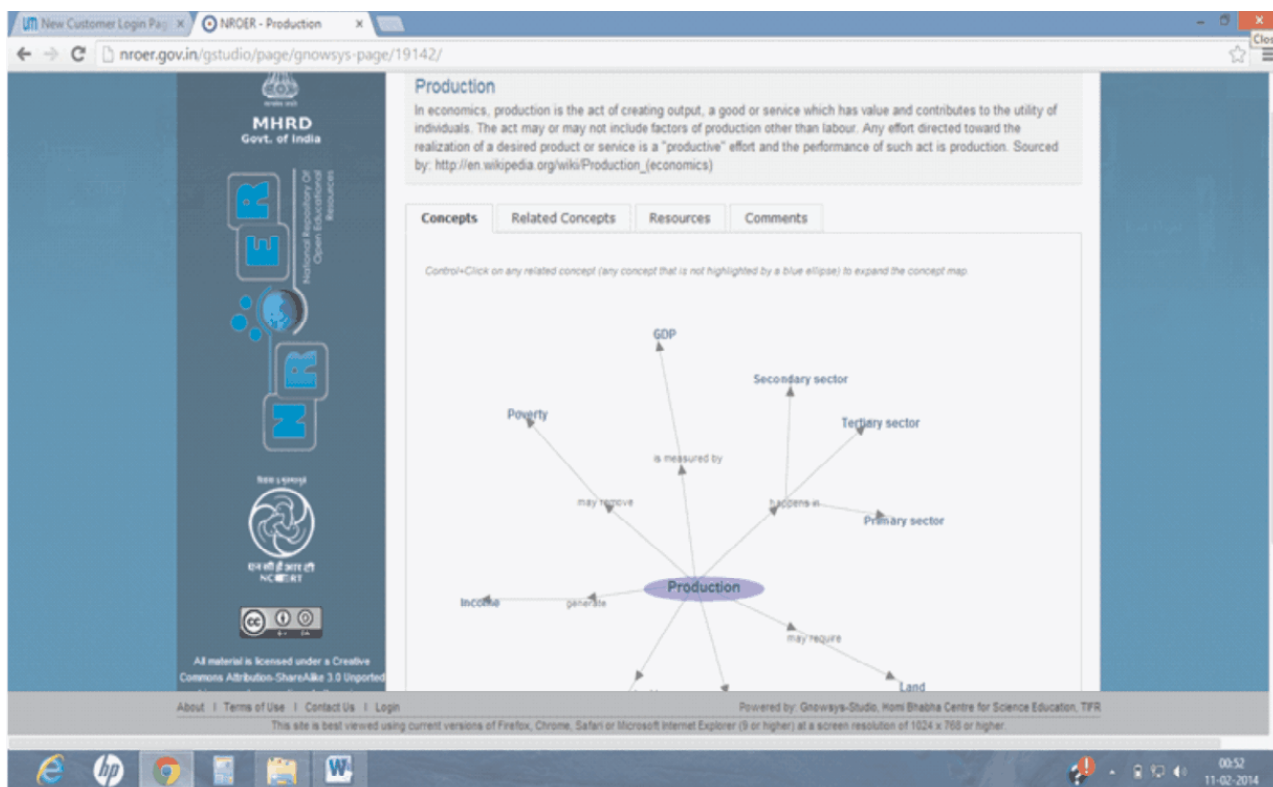 New Customer Login Pag
NROER - Production
Clos
nroer.gov.in/gstudio/page/gnowsys-page/19142/
MHRD
Govt. of India
N R E R
National Repository Of
Open Educational
Resources
एन सी ई आर टी
NCERT
cc
All material is licensed under a Creative
Commons Attribution-ShareAlike 3.0 Unported
Production
In economics, production is the act of creating output, a good or service which has value and contributes to the utility of
individuals. The act may or may not include factors of production other than labour. Any effort directed toward the
realization of a desired product or service is a "productive" effort and the performance of such act is production. Sourced
by: http://en.wikipedia.org/wiki/Production_(economics)
Concepts Related Concepts Resources Comments
Control+Click on any related concept (any concept that is not highlighted by a blue ellipse) to expand the concept map
GDP
Secondary sector
Poverty
Tertiary sector
is measured by
may remove
happens in
Primary sector
Production
Income
generate
may require
Land
About | Terms of Use | Contact Us | Login
Powered by: Gnowsys-Studio, Homi Bhabha Centre for Science Education, TIFR
This site is best viewed using current versions of Firefox, Chrome, Safari or Microsoft Internet Explorer (9 or higher) at a screen resolution of 1024 x 768 or higher.
hp
W
00:52
11-02-2014